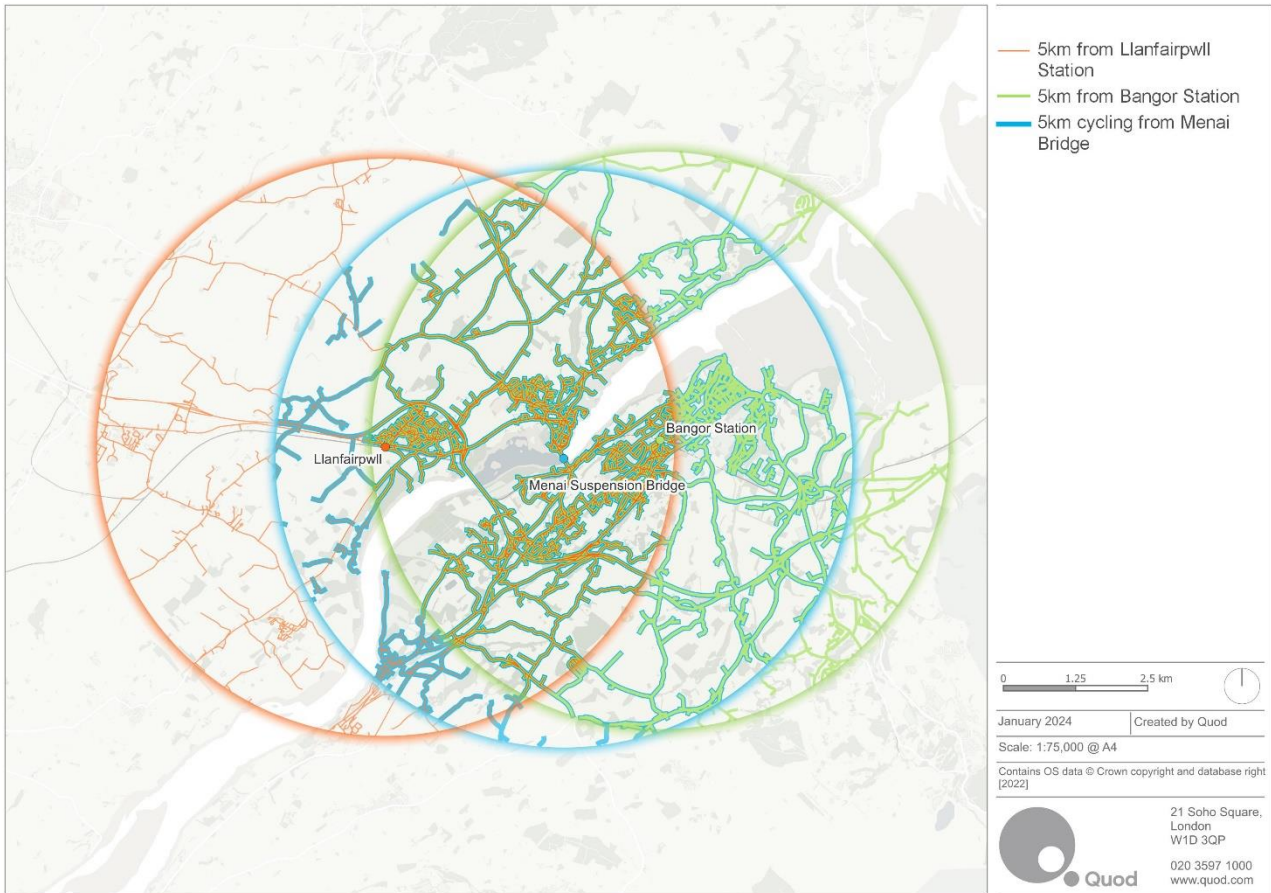 5km from Llanfairpwll
Station
5km from Bangor Station
5km cycling from Menai
Bridge
Bangor Station
Llanfairpwll
Menai Suspension Bridge
0 1.25 2.5 km
January 2024 Created by Quod
Scale: 1:75,000 @ A4
Contains OS data © Crown copyright and database right
[2022]
21 Soho Square,
London
W1D 3QP
020 3597 1000
www.quod.com
Quod